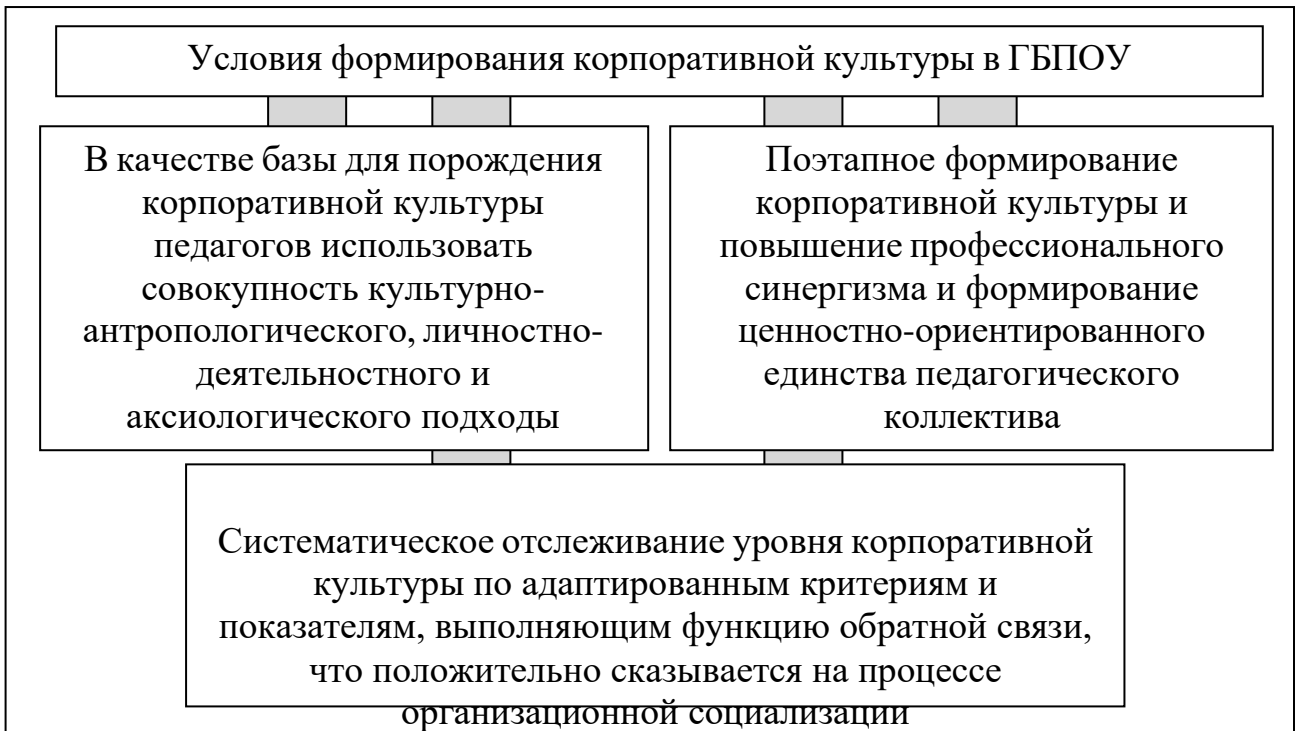 Условия формирования корпоративной культуры в ГБПОУ
В качестве базы для порождения
корпоративной культуры
педагогов использовать
совокупность культурно-
антропологического, личностно-
деятельностного и
аксиологического подходы
Поэтапное формирование
корпоративной культуры и
повышение профессионального
синергизма и формирование
ценностно-ориентированного
единства педагогического
коллектива
Систематическое отслеживание уровня корпоративной
культуры по адаптированным критериям и
показателям, выполняющим функцию обратной связи,
что положительно сказывается на процессе
организационной социализации